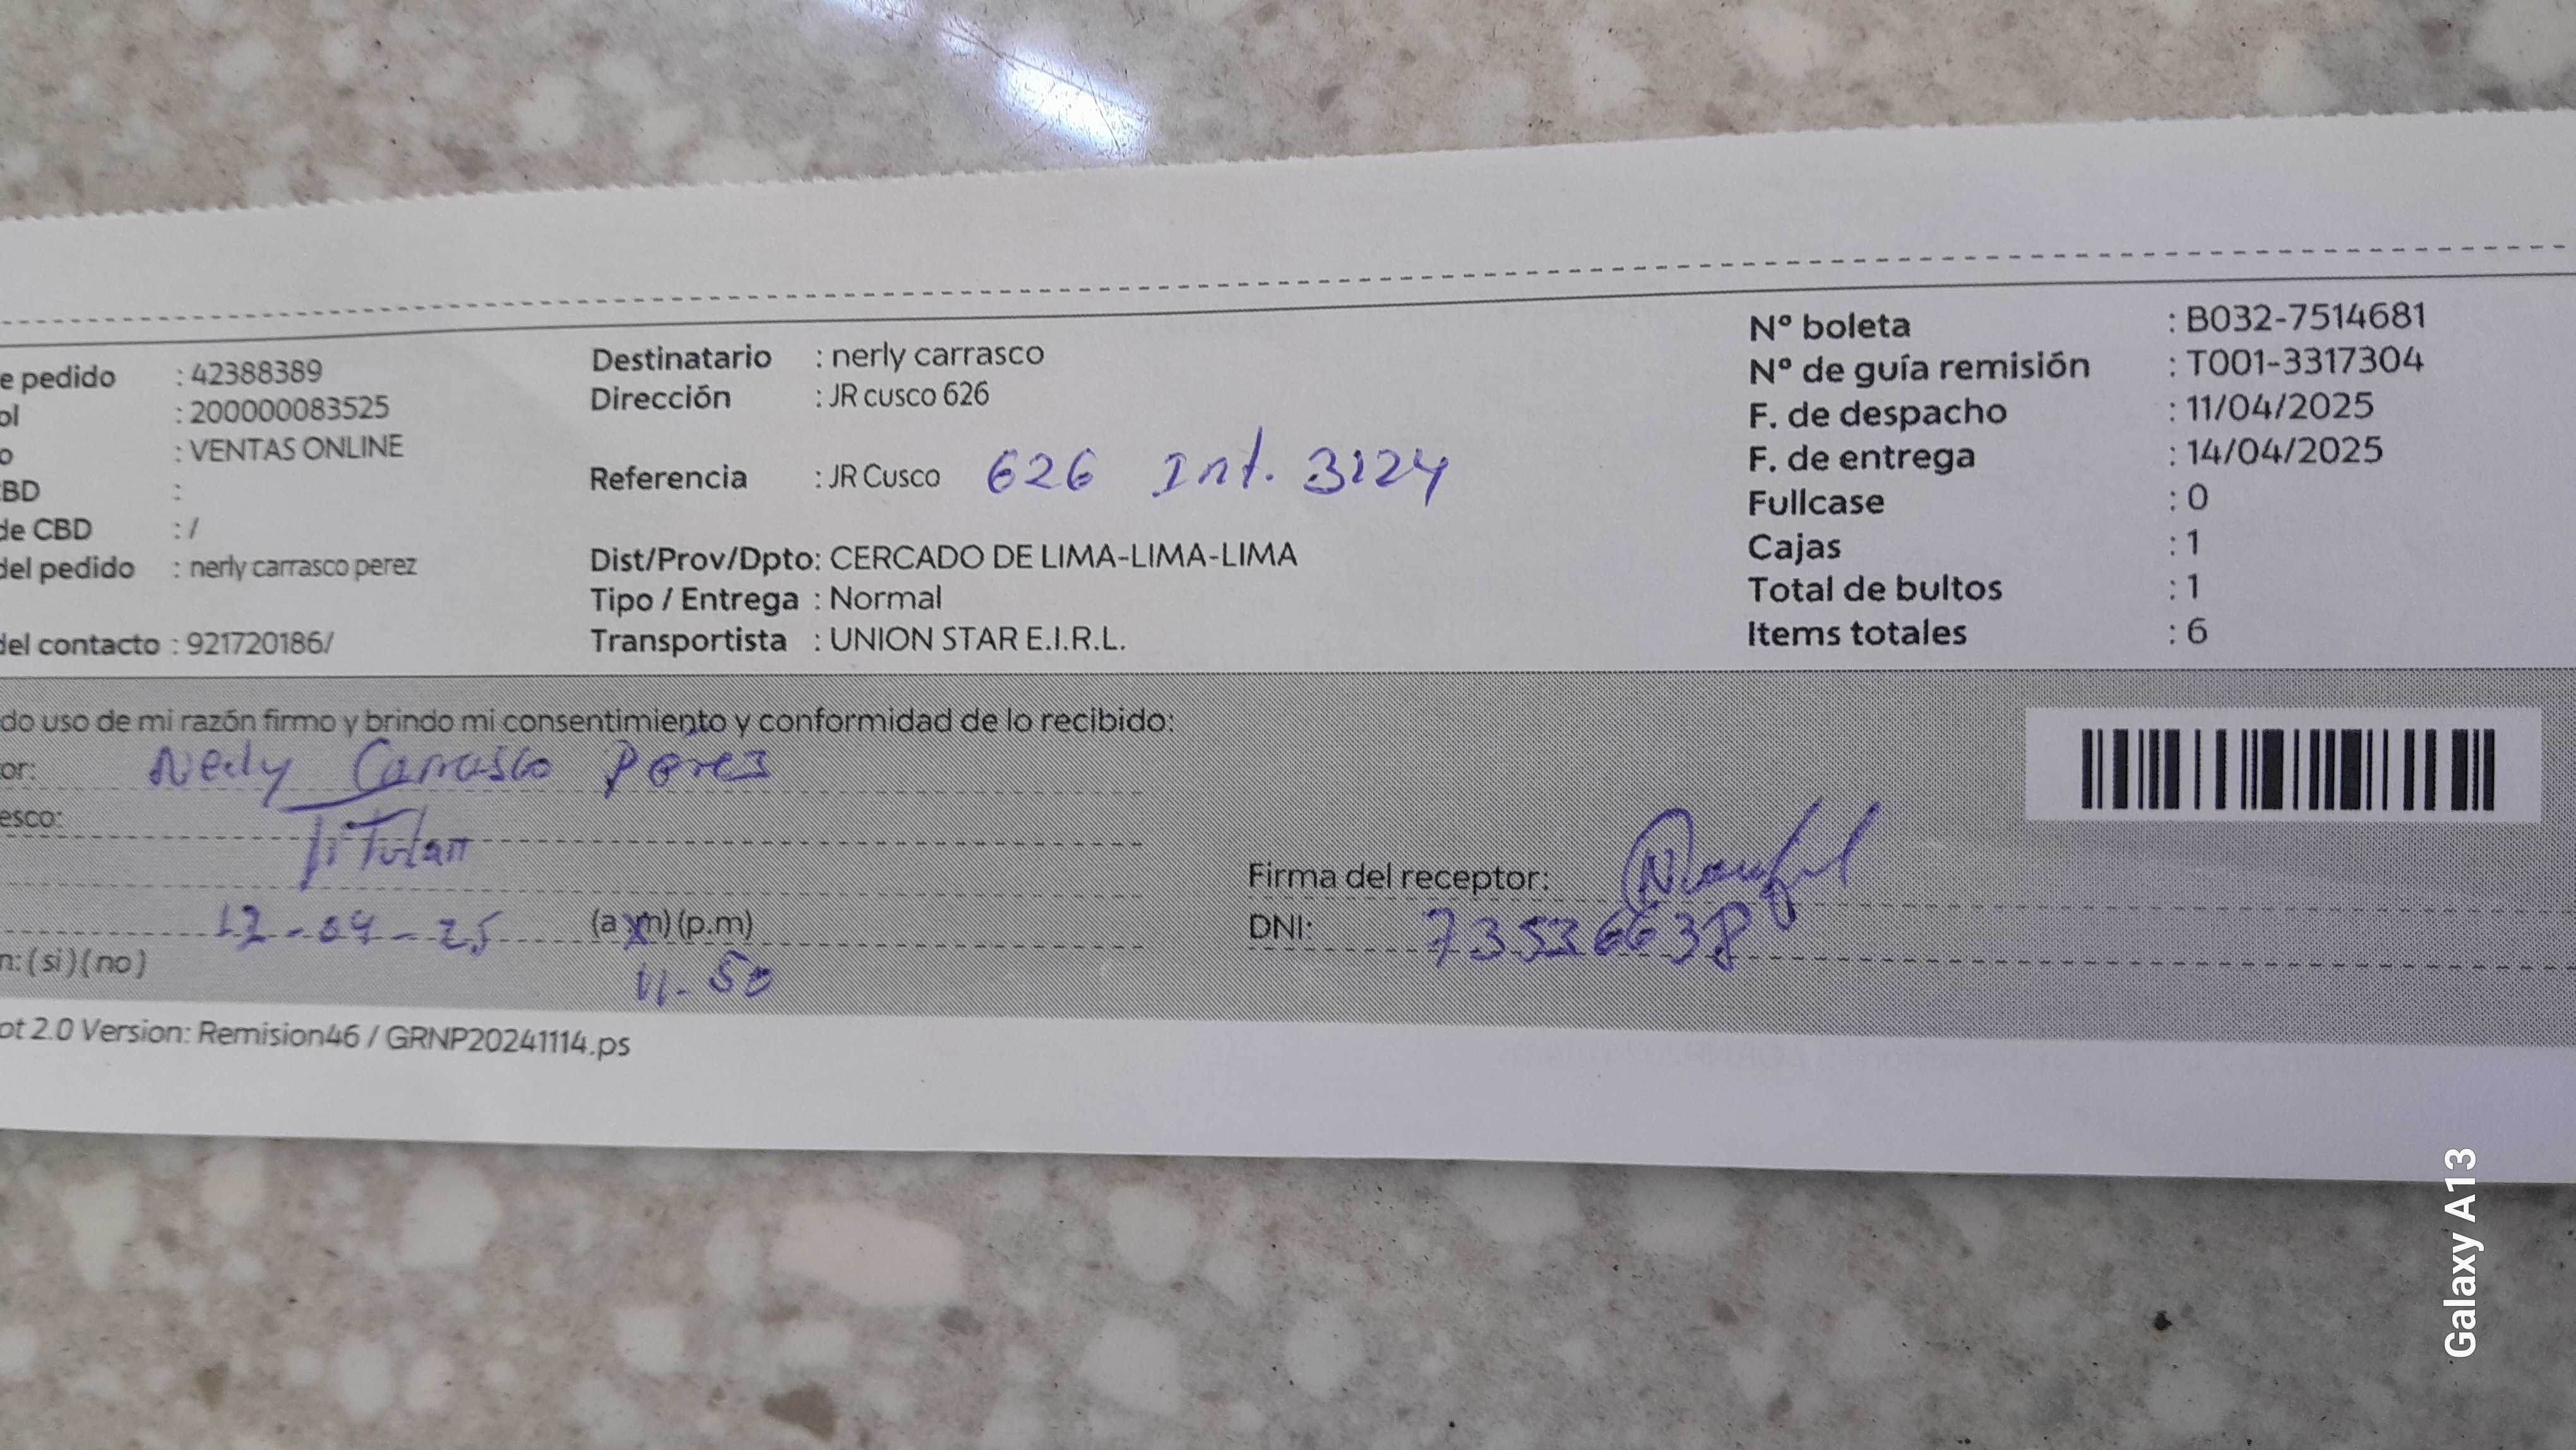 e pedido : 42388389
ol : 200000083525
o : VENTAS ONLINE
CBD :
de CBD : /
del pedido : nerly carrasco perez
del contacto : 921720186/
Destinatario : nerly carrasco
Dirección : JR cusco 626
Referencia : JR Cusco 626 Int. 3124
Dist/Prov/Dpto: CERCADO DE LIMA-LIMA-LIMA
Tipo / Entrega : Normal
Transportista : UNION STAR E.I.R.L.
Nº boleta : B032-7514681
Nº de guía remisión : T001-3317304
F. de despacho : 11/04/2025
F. de entrega : 14/04/2025
Fullcase : 0
Cajas : 1
Total de bultos : 1
Items totales : 6
do uso de mi razón firmo y brindo mi consentimiento y conformidad de lo recibido:
or: Nerly Carrasco Pérez
esco: Titular
12-04-25 (a.m) (p.m)
11-50
n: (si) (no)
Firma del receptor:
DNI: 73536638
ot 2.0 Version: Remision46 / GRNP20241114.ps
Galaxy A13